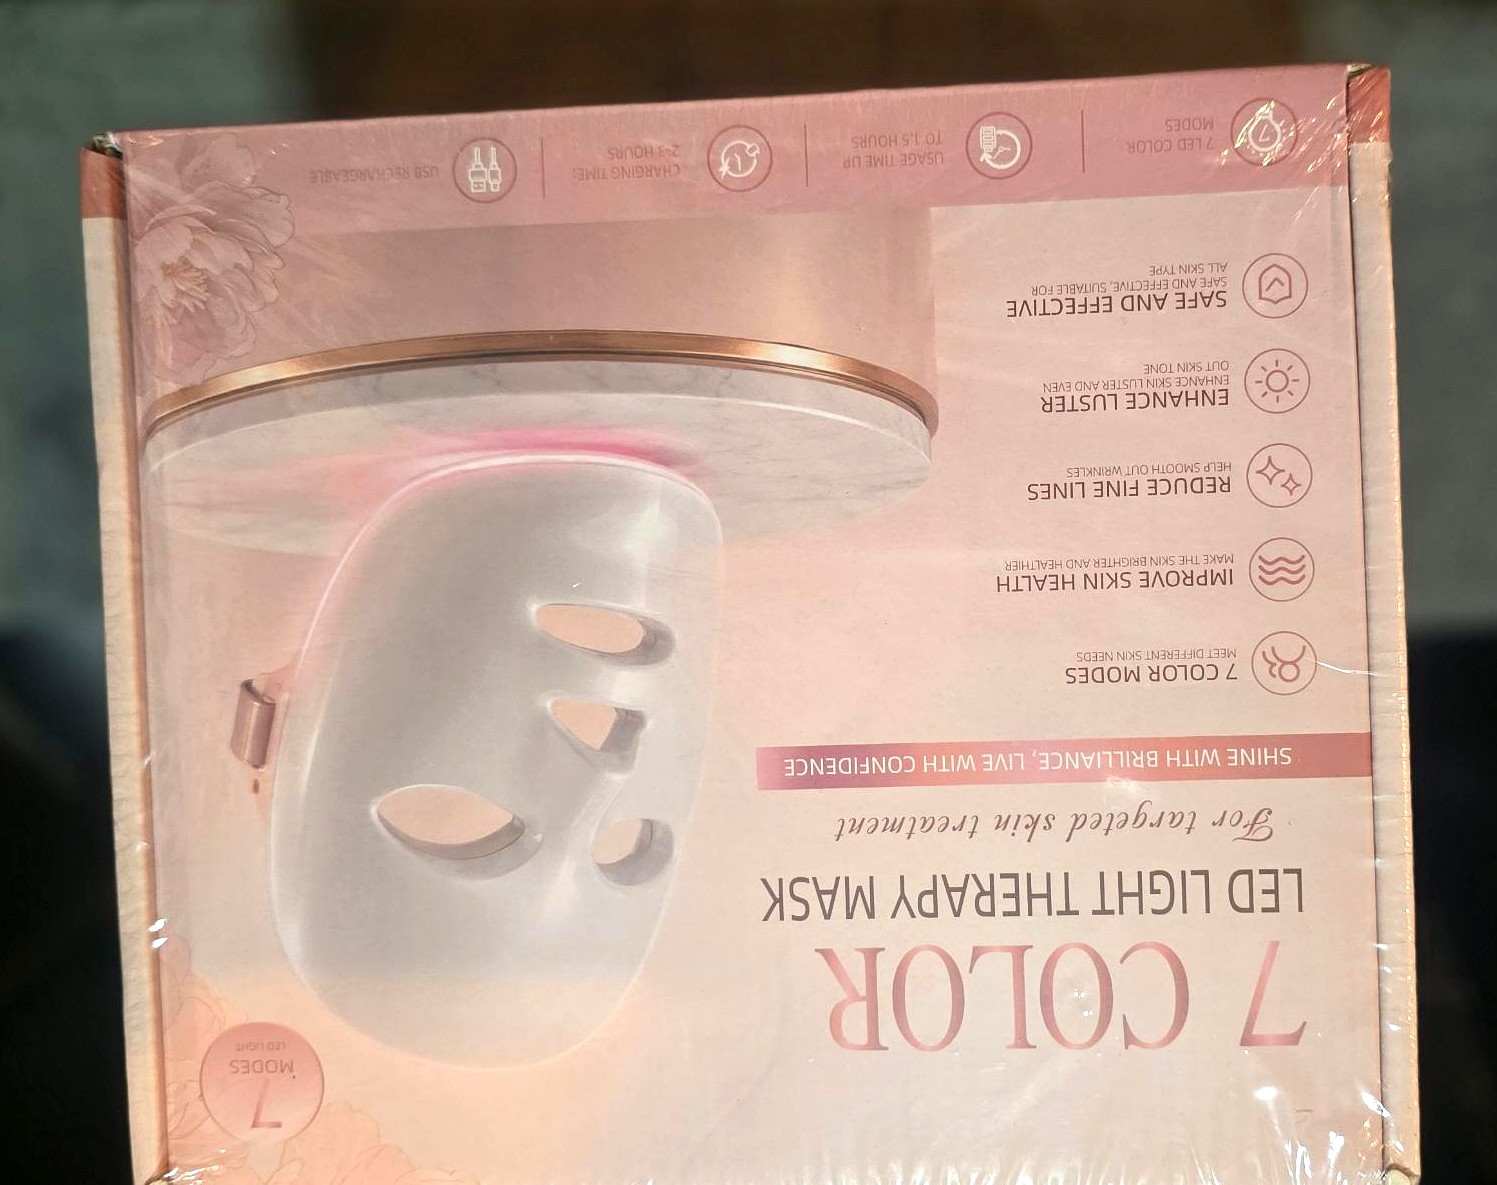 7 COLOR
LED LIGHT THERAPY MASK
For targeted skin treatment
SHINE WITH BRILLIANCE, LIVE WITH CONFIDENCE
7 COLOR MODES
MEET DIFFERENT SKIN NEEDS
IMPROVE SKIN HEALTH
MAKE THE SKIN BRIGHTER AND HEALTHIER
REDUCE FINE LINES
HELP SMOOTH OUT WRINKLES
ENHANCE LUSTER
ENHANCE SKIN LUSTER AND EVEN
OUT SKIN TONE
SAFE AND EFFECTIVE
SAFE AND EFFECTIVE, SUITABLE FOR
ALL SKIN TYPE
7
MODES
LED LIGHT
7 LED COLOR
MODES
USAGE TIME UP
TO 1.5 HOURS
CHARGING TIME:
2-3 HOURS
USB RECHARGEABLE